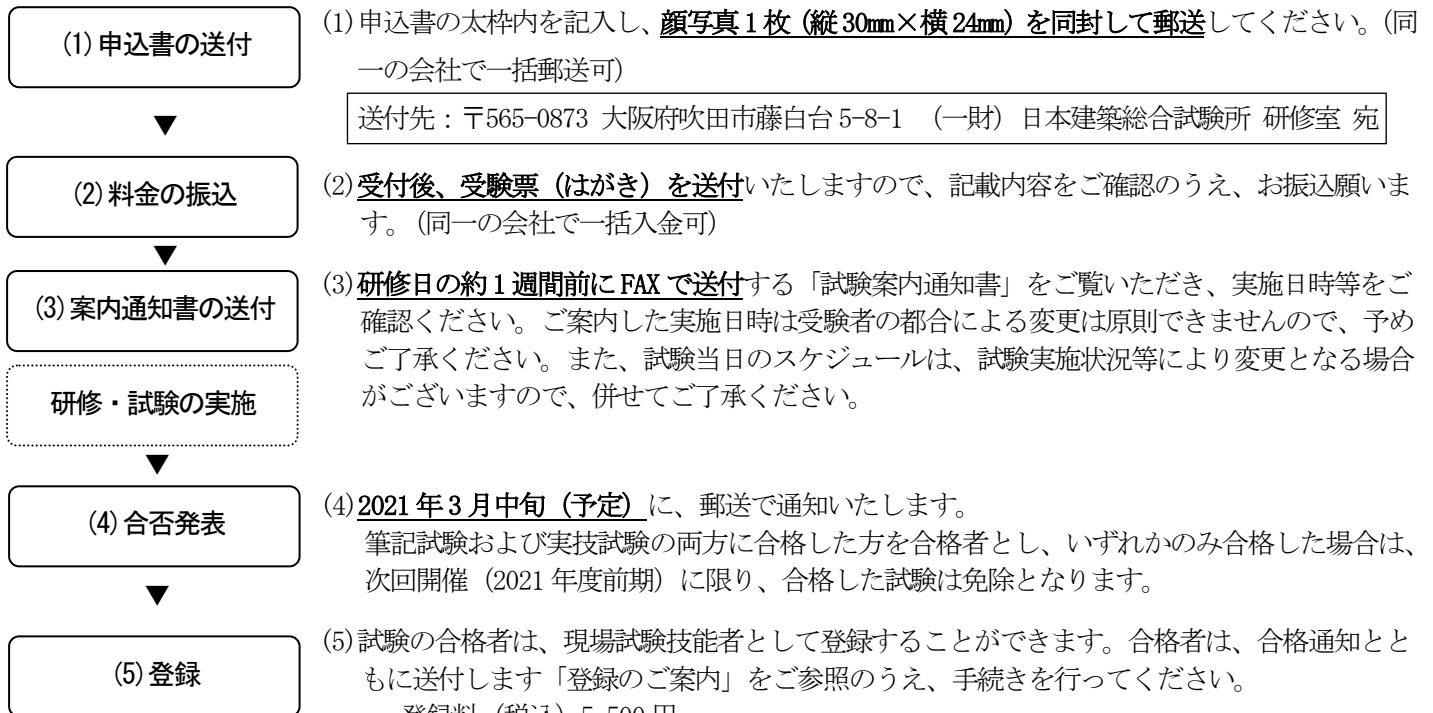 (1)申込書の送付
(1)申込書の太枠内を記入し、顔写真1枚(縦30mm×横24mm)を同封して郵送してください。(同
一の会社で一括郵送可)
▼
送付先：〒565-0873 大阪府吹田市藤白台5-8-1 （一財）日本建築総合試験所 研修室 宛
(2)料金の振込
(2)受付後、受験票（はがき）を送付いたしますので、記載内容をご確認のうえ、お振込願いま
す。(同一の会社で一括入金可)
▼
(3)案内通知書の送付
(3)研修日の約1週間前にFAXで送付する「試験案内通知書」をご覧いただき、実施日時等をご
確認ください。ご案内した実施日時は受験者の都合による変更は原則できませんので、予め
ご了承ください。また、試験当日のスケジュールは、試験実施状況等により変更となる場合
がございますので、併せてご了承ください。
研修・試験の実施
▼
(4)合否発表
(4)2021年3月中旬（予定）に、郵送で通知いたします。
筆記試験および実技試験の両方に合格した方を合格者とし、いずれかのみ合格した場合は、
次回開催（2021年度前期）に限り、合格した試験は免除となります。
▼
(5)登録
(5)試験の合格者は、現場試験技能者として登録することができます。合格者は、合格通知とと
もに送付します「登録のご案内」をご参照のうえ、手続きを行ってください。
登録料（税込）5,500円